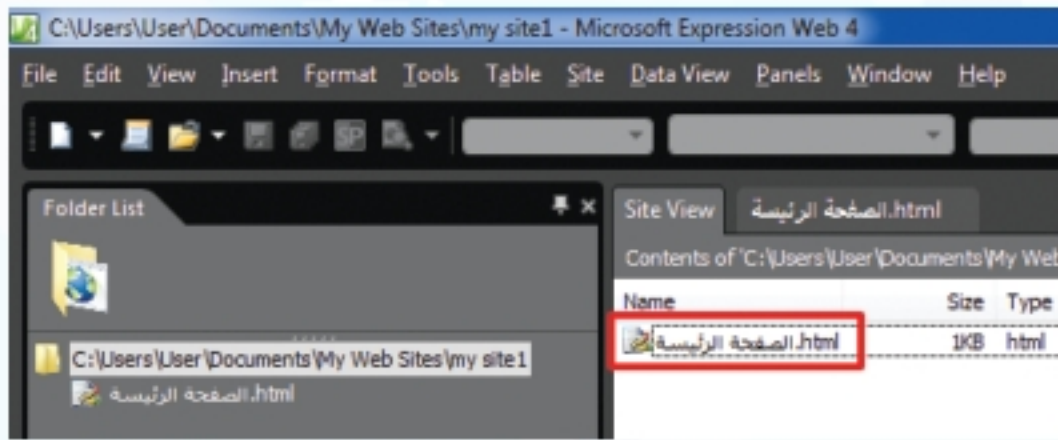 C:\Users\User\Documents\My Web Sites\my site1 - Microsoft Expression Web 4
File Edit View Insert Format Tools Table Site Data View Panels Window Help
SP
Folder List
Site View
الصفحة الرئيسة.html
Contents of 'C:\Users\User\Documents\My Web
Name Size Type
الصفحة الرئيسة.html 1KB html
C:\Users\User\Documents\My Web Sites\my site1
الصفحة الرئيسة.html